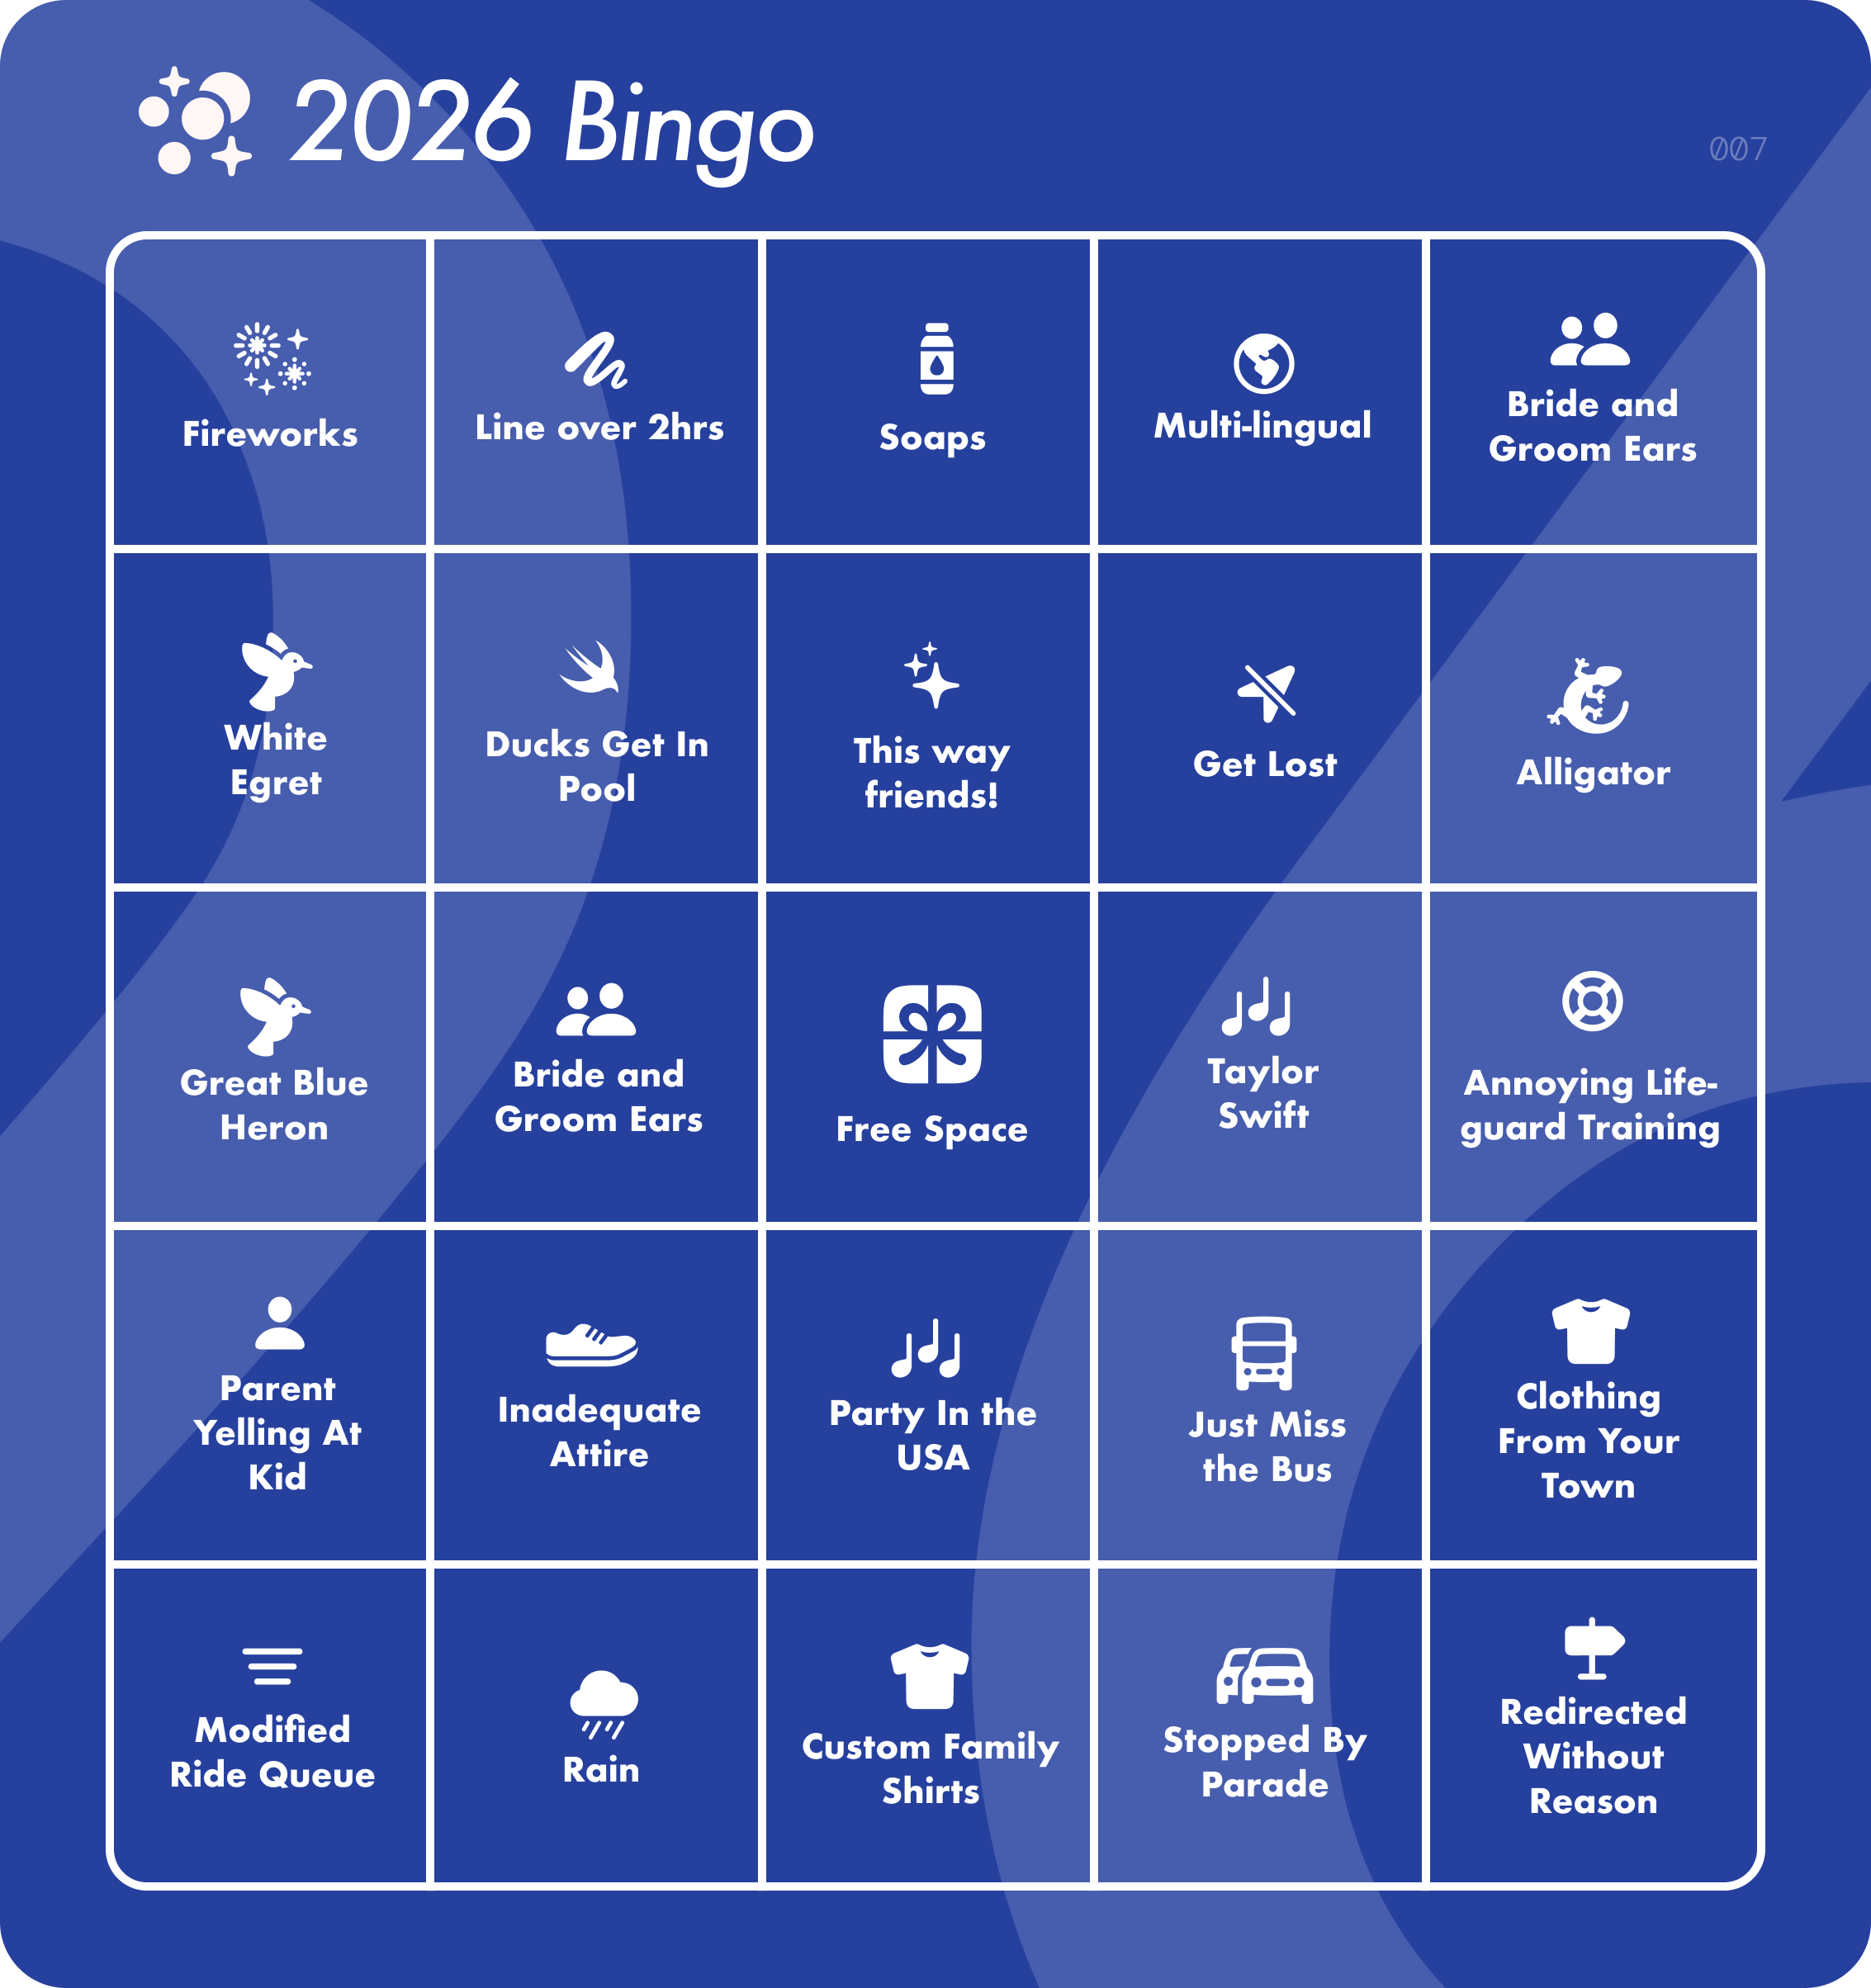 2026 Bingo
007
Fireworks
Line over 2hrs
Soaps
Multi-lingual
Bride and
Groom Ears
White
Egret
Ducks Get In
Pool
This way
friends!
Get Lost
Alligator
Great Blue
Heron
Bride and
Groom Ears
Free Space
Taylor
Swift
Annoying Life-
guard Training
Parent
Yelling At
Kid
Inadequate
Attire
Party In the
USA
Just Miss
the Bus
Clothing
From Your
Town
Modified
Ride Queue
Rain
Custom Family
Shirts
Stopped By
Parade
Redirected
Without
Reason